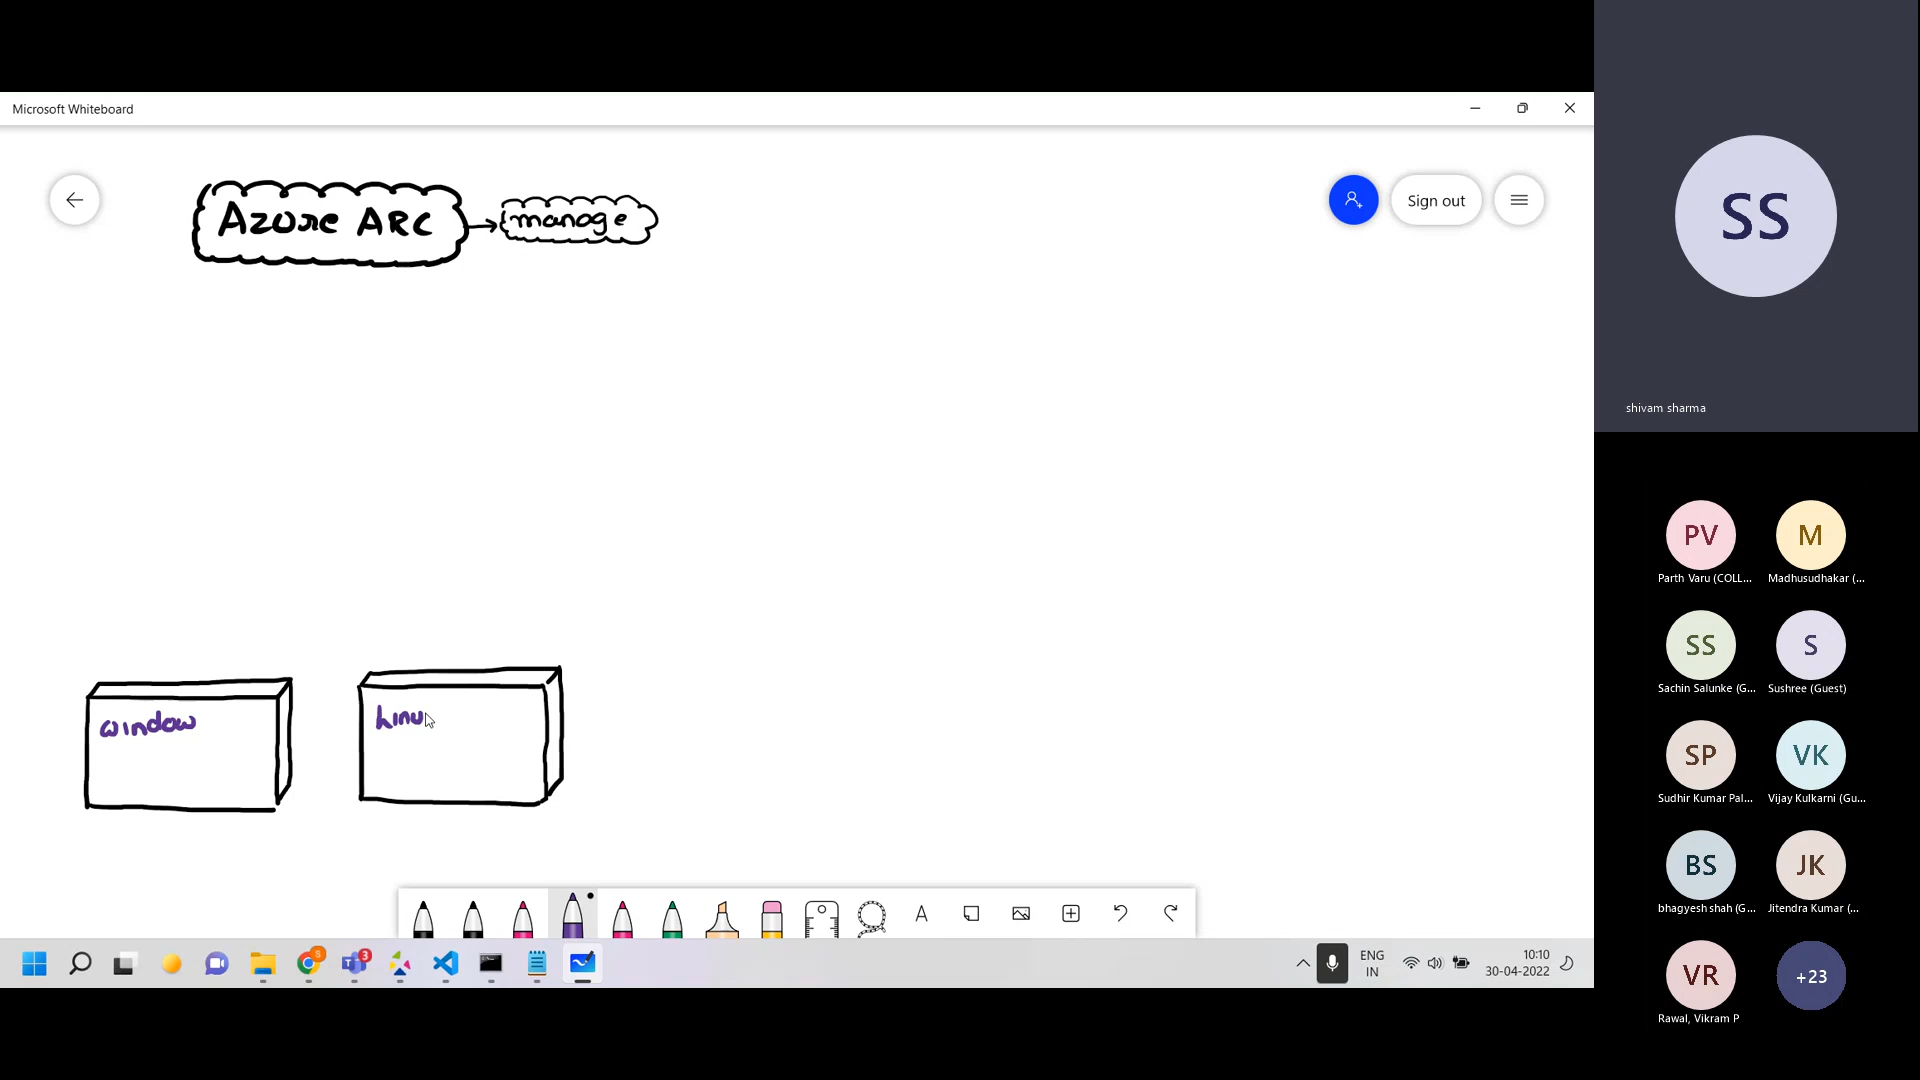 Microsoft Whiteboard
Azure ARC
manage
Sign out
window
Linu
SS
shivam sharma
PV
M
Parth Varu (COLL...
Madhusudhakar (...
SS
S
Sachin Salunke (G...
Sushree (Guest)
SP
VK
Sudhir Kumar Pal...
Vijay Kulkarni (Gu...
BS
JK
bhagyesh shah (G...
Jitendra Kumar (...
VR
+23
Rawal, Vikram P
A
S
3
ENG
IN
10:10
30-04-2022